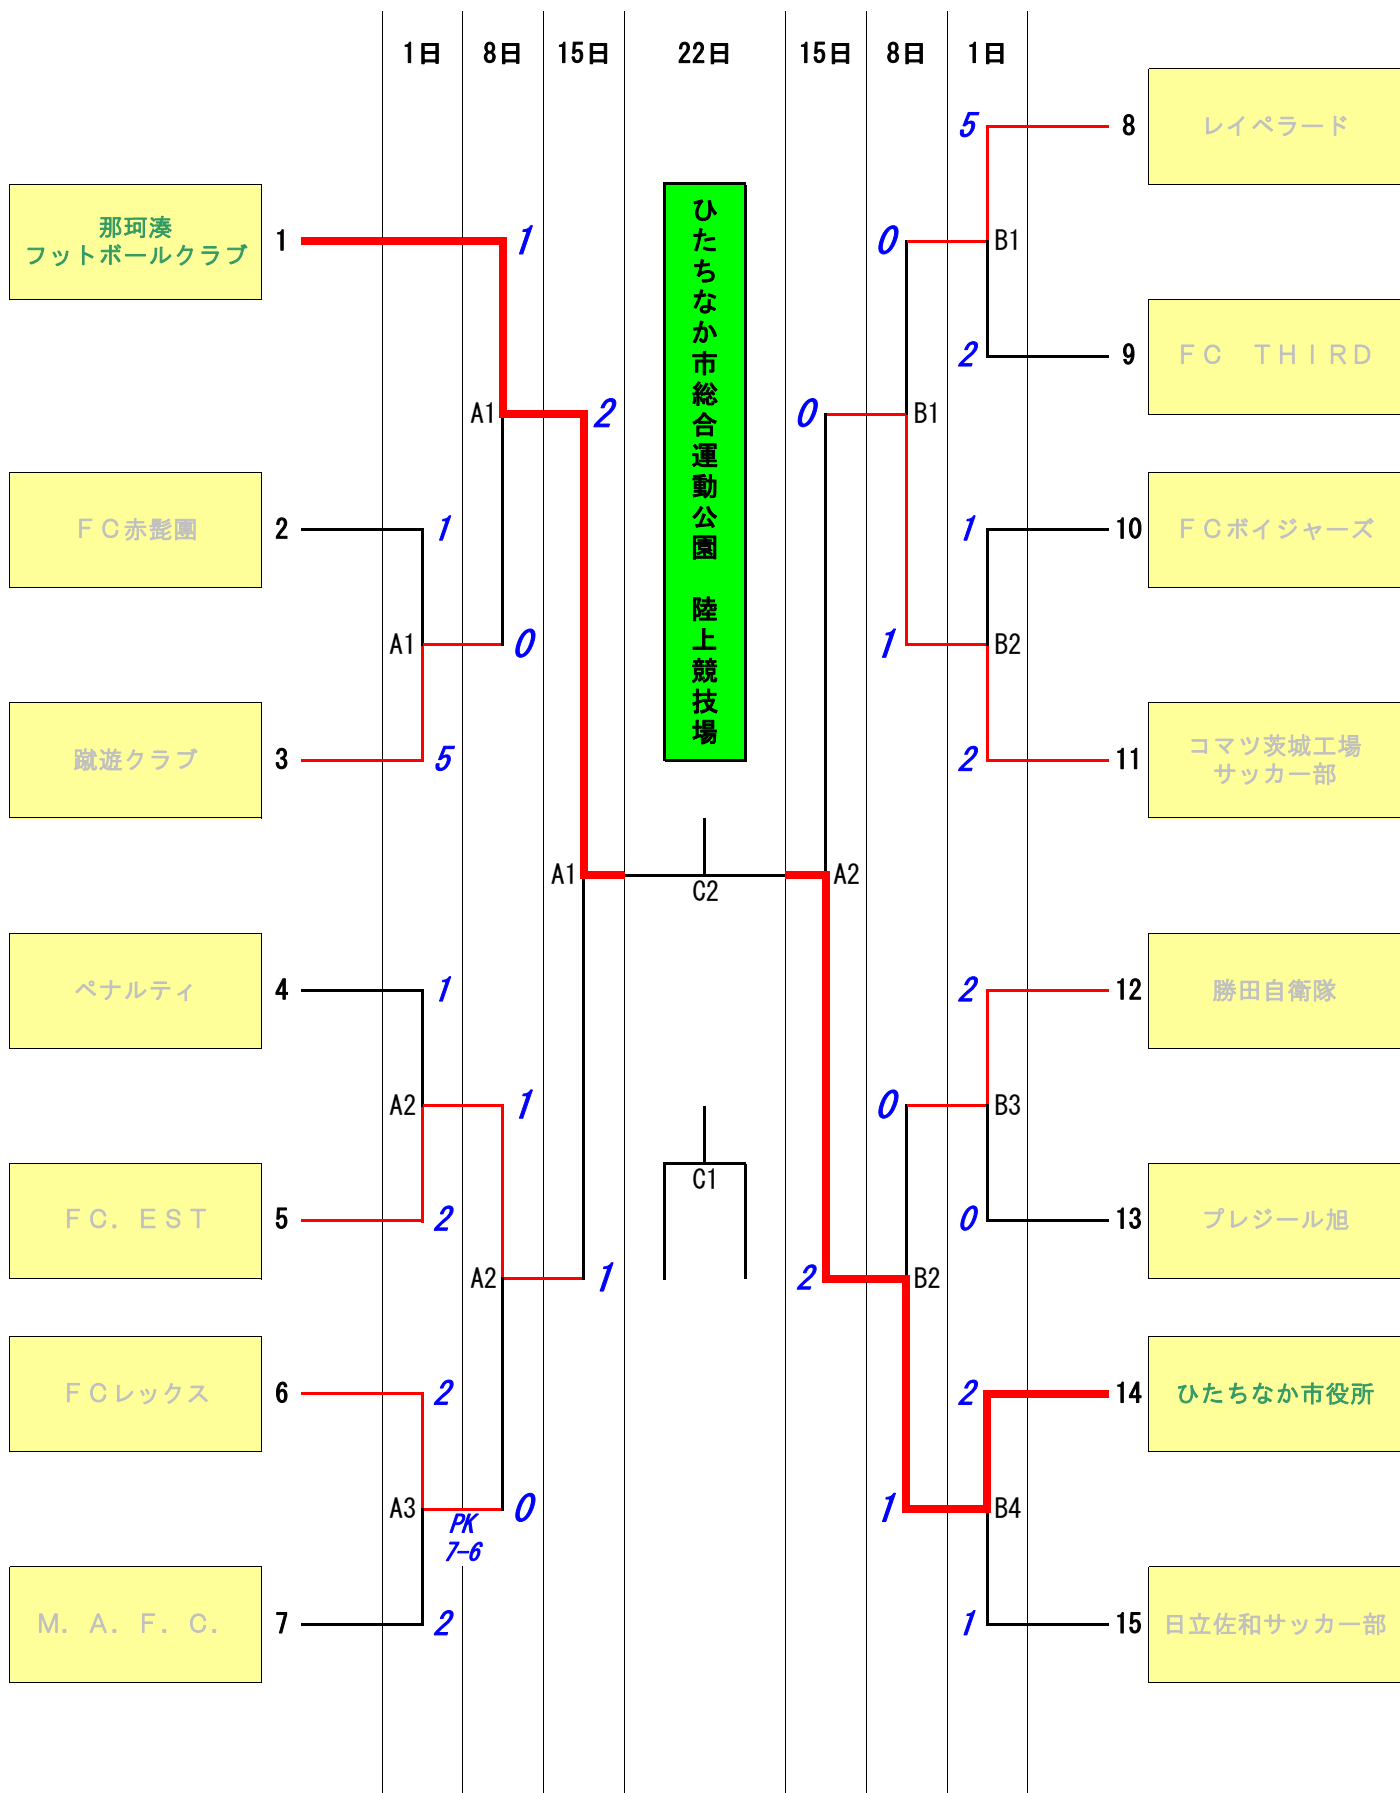 1日 8日 15日 22日 15日 8日 1日
5 8 レイペラード
那珂湊
フットボールクラブ
1 1 0 B1
2 9 ＦＣ　ＴＨＩＲＤ
A1 2 0 B1
ひたちなか市総合運動公園　陸上競技場
ＦＣ赤髭團 2 1 1 10 ＦＣボイジャーズ
A1 0 1 B2
蹴遊クラブ 3 5 2 11 コマツ茨城工場
サッカー部
A1 C2 A2
ペナルティ 4 1 2 12 勝田自衛隊
A2 1 0 B3
C1
ＦＣ．ＥＳＴ 5 2 0 13 プレジール旭
A2 1 2 B2
ＦＣレックス 6 2 2 14 ひたちなか市役所
A3 0 1 B4
PK
7-6
Ｍ．Ａ．Ｆ．Ｃ． 7 2 1 15 日立佐和サッカー部